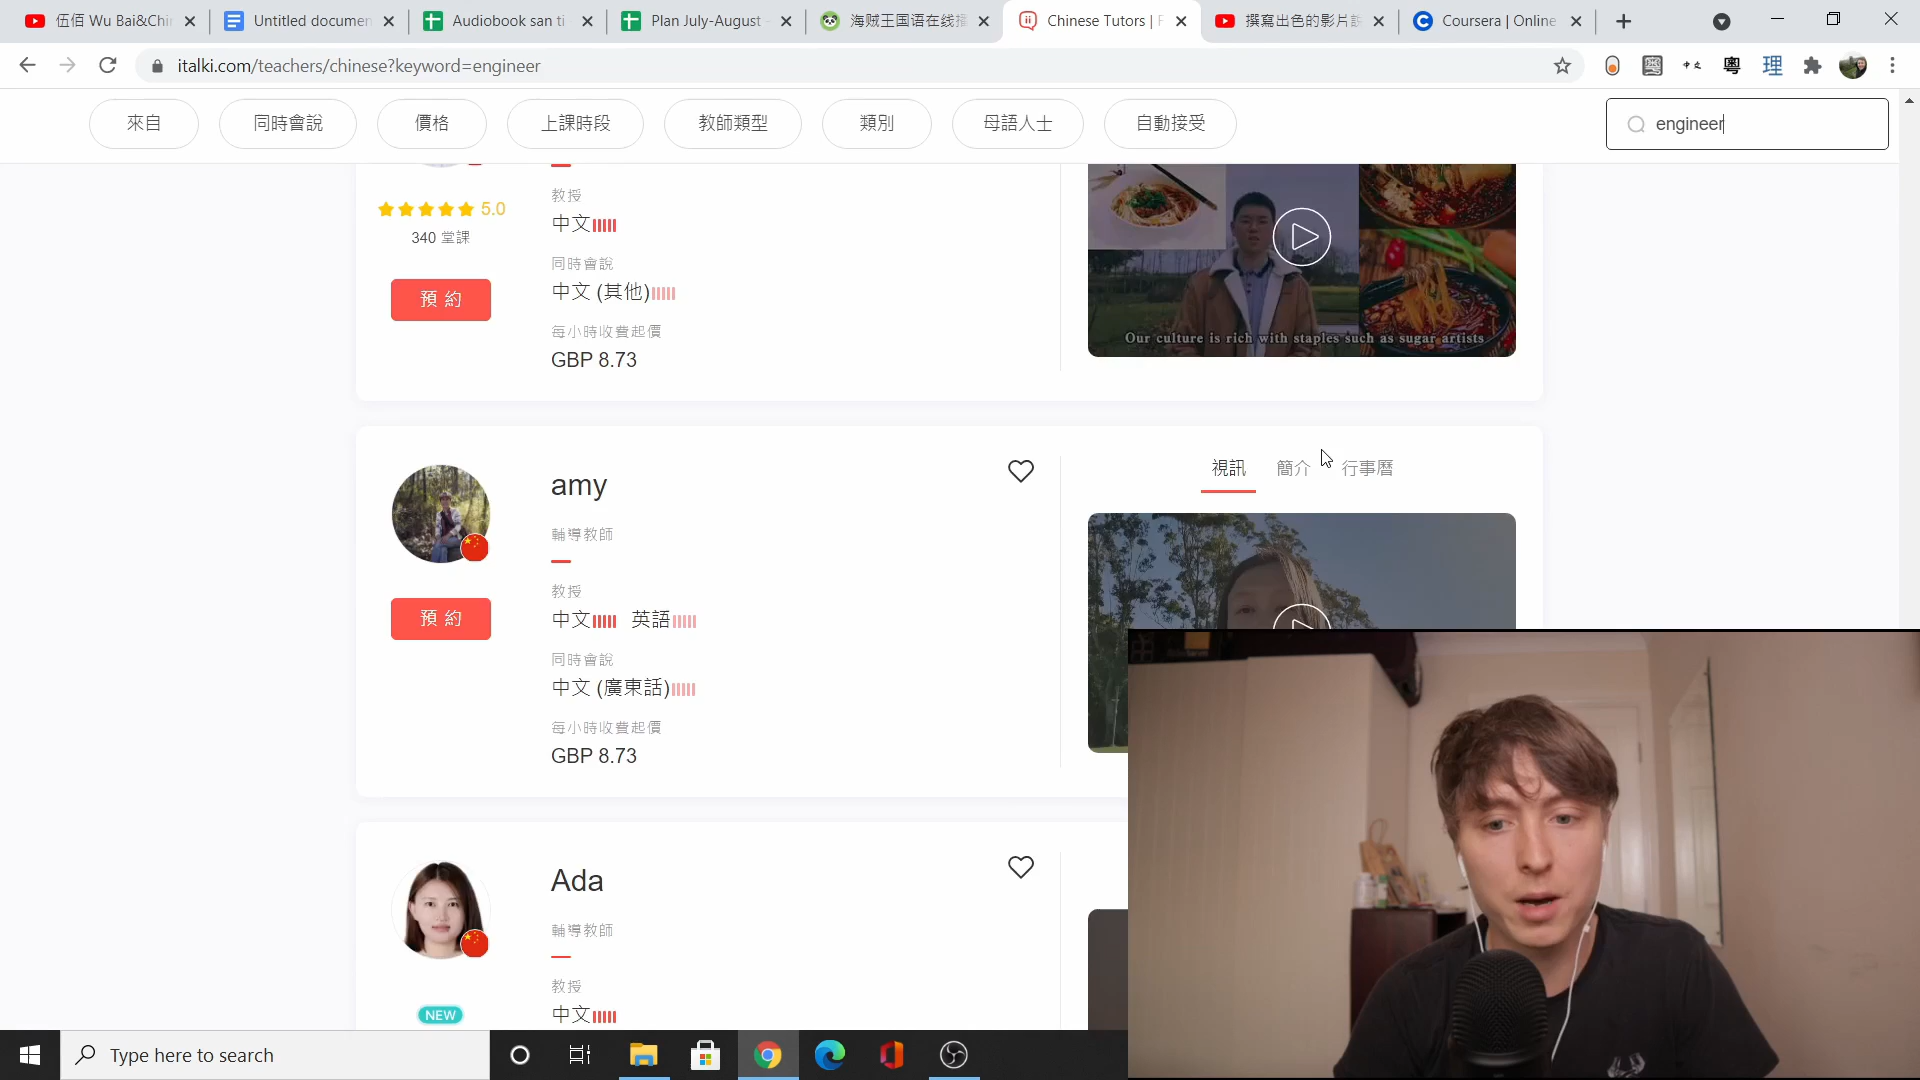 伍佰 Wu Bai&Chi
Untitled documen
Audiobook san ti
Plan July-August -
海贼王国语在线播
Chinese Tutors | F
撰寫出色的影片說
Coursera | Online
italki.com/teachers/chinese?keyword=engineer
粵
理
來自
同時會說
價格
上課時段
教師類型
類別
母語人士
自動接受
engineer
5.0
340 堂課
預約
教授
中文
同時會說
中文 (其他)
每小時收費起價
GBP 8.73
Our culture is rich with staples such as sugar artists
amy
輔導教師
預約
教授
中文 英語
同時會說
中文 (廣東話)
每小時收費起價
GBP 8.73
視訊
簡介
行事曆
Ada
輔導教師
教授
中文
NEW
Type here to search